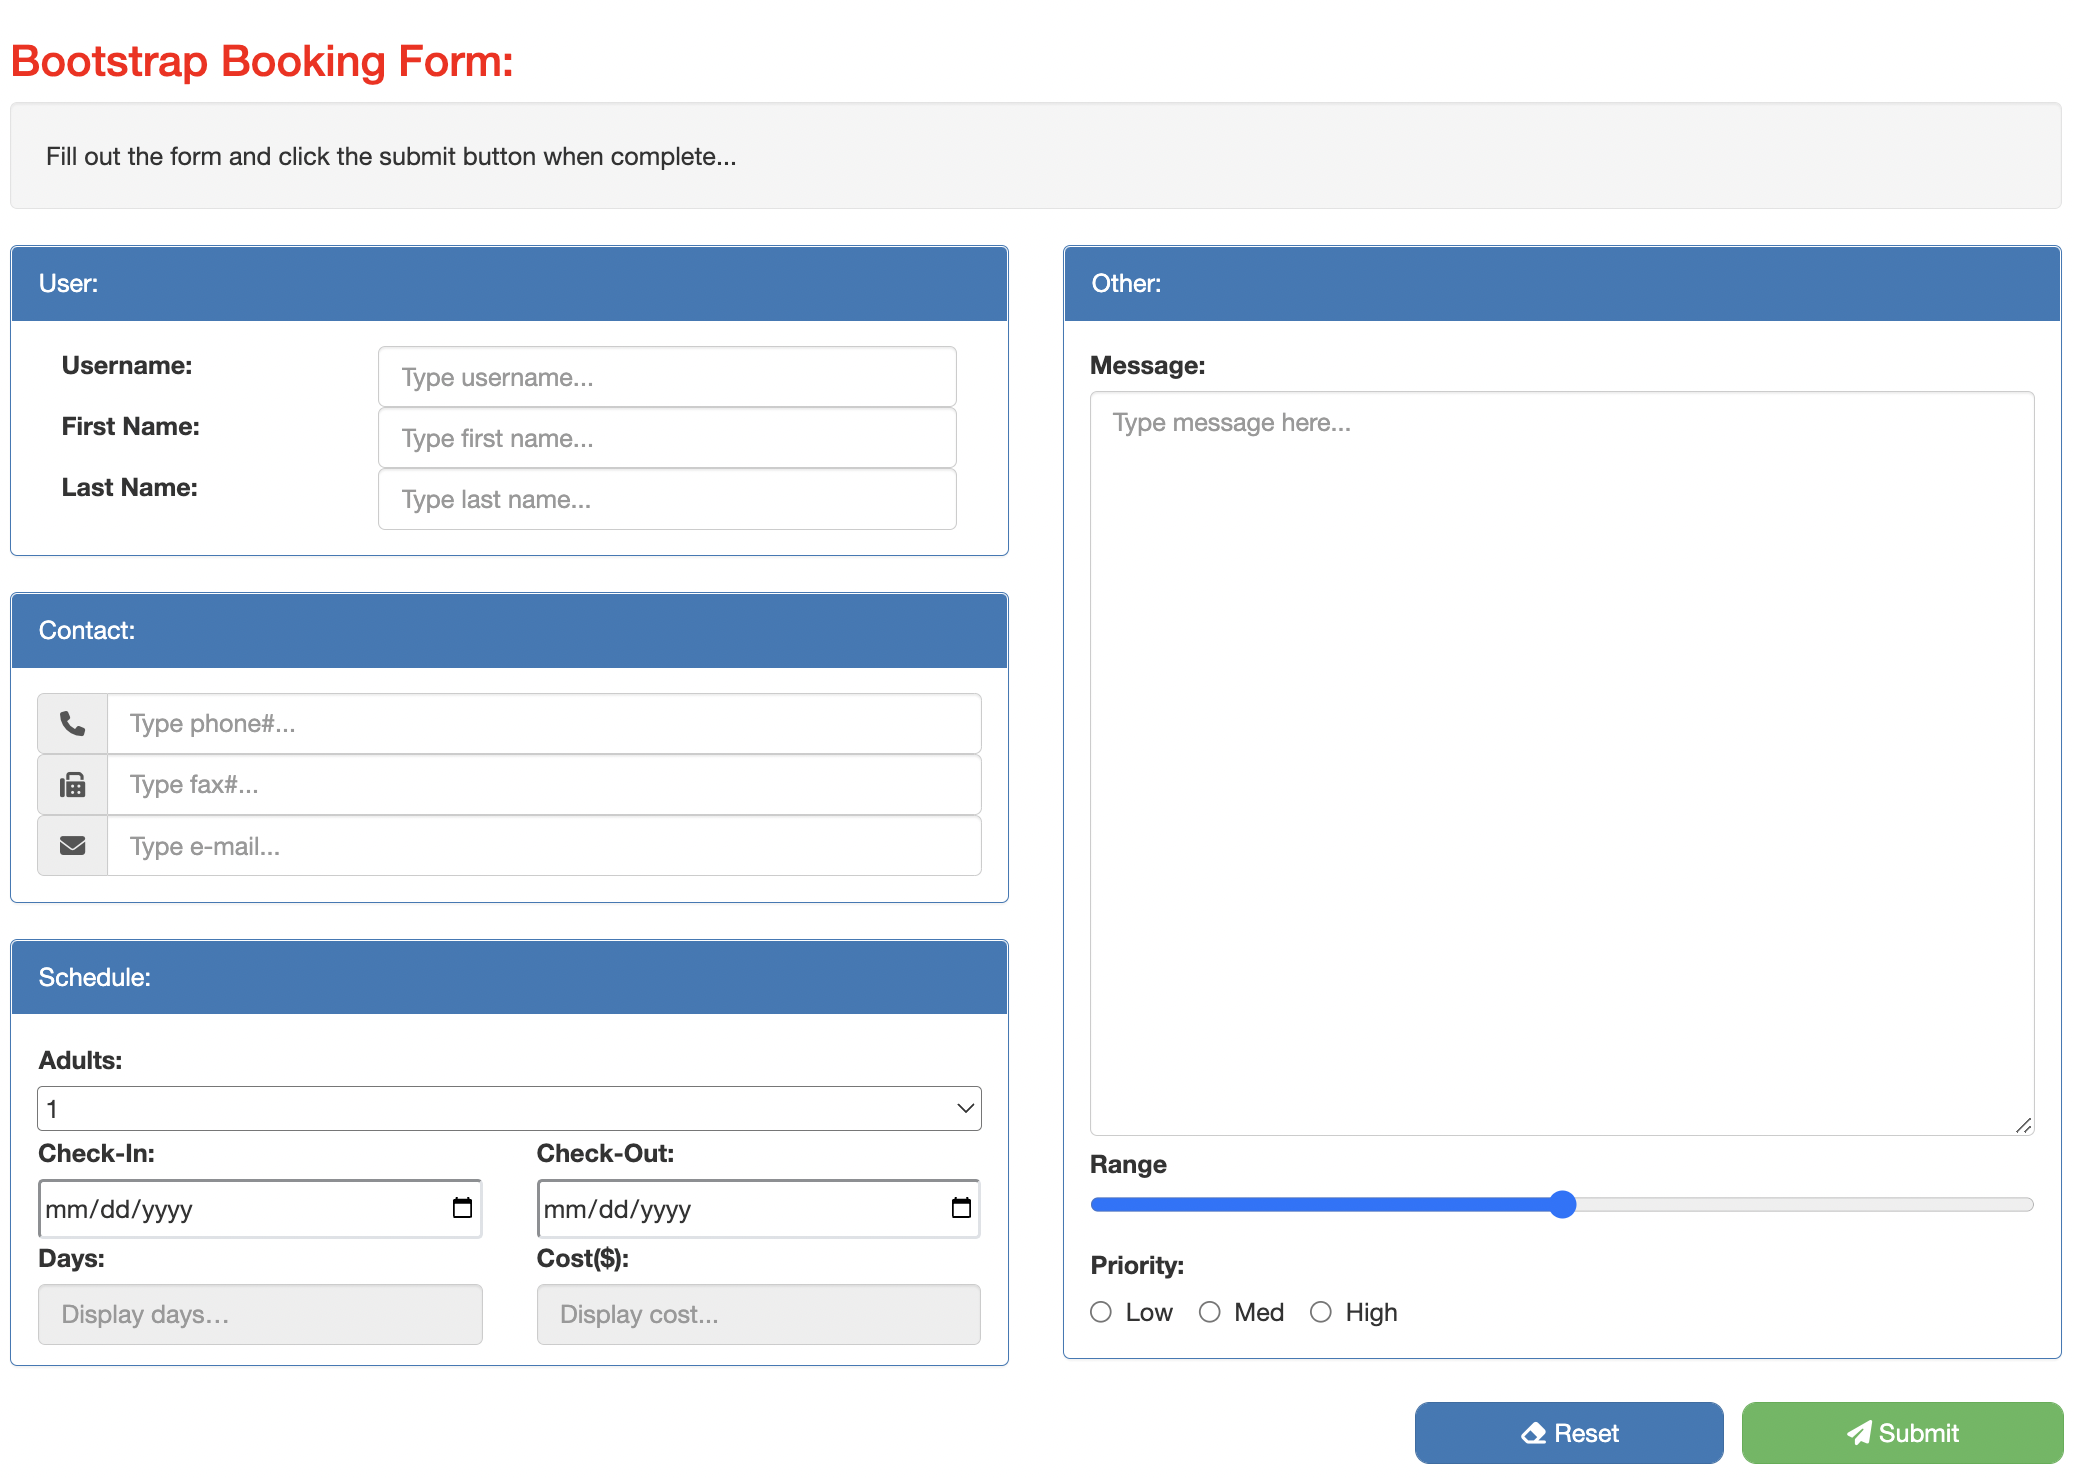 Bootstrap Booking Form:
Fill out the form and click the submit button when complete...
User:
Username:
Type username...
First Name:
Type first name...
Last Name:
Type last name...
Contact:
Type phone#...
Type fax#...
Type e-mail...
Schedule:
Adults:
1
Check-In: Check-Out:
mm/dd/yyyy mm/dd/yyyy
Days: Cost($):
Display days... Display cost...
Other:
Message:
Type message here...
Range
Priority:
Low Med High
Reset Submit